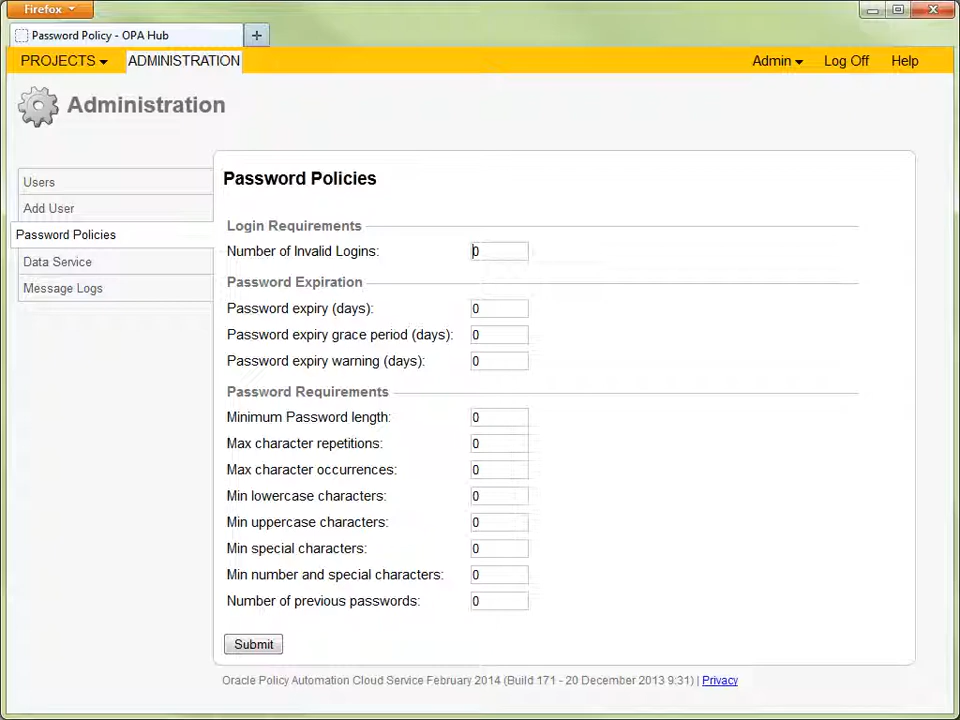 Firefox
Password Policy - OPA Hub
PROJECTS ADMINISTRATION Admin Log Off Help
Administration
Users
Add User
Password Policies
Data Service
Message Logs
Password Policies
Login Requirements
Number of Invalid Logins: 0
Password Expiration
Password expiry (days): 0
Password expiry grace period (days): 0
Password expiry warning (days): 0
Password Requirements
Minimum Password length: 0
Max character repetitions: 0
Max character occurrences: 0
Min lowercase characters: 0
Min uppercase characters: 0
Min special characters: 0
Min number and special characters: 0
Number of previous passwords: 0
Submit
Oracle Policy Automation Cloud Service February 2014 (Build 171 - 20 December 2013 9:31) | Privacy